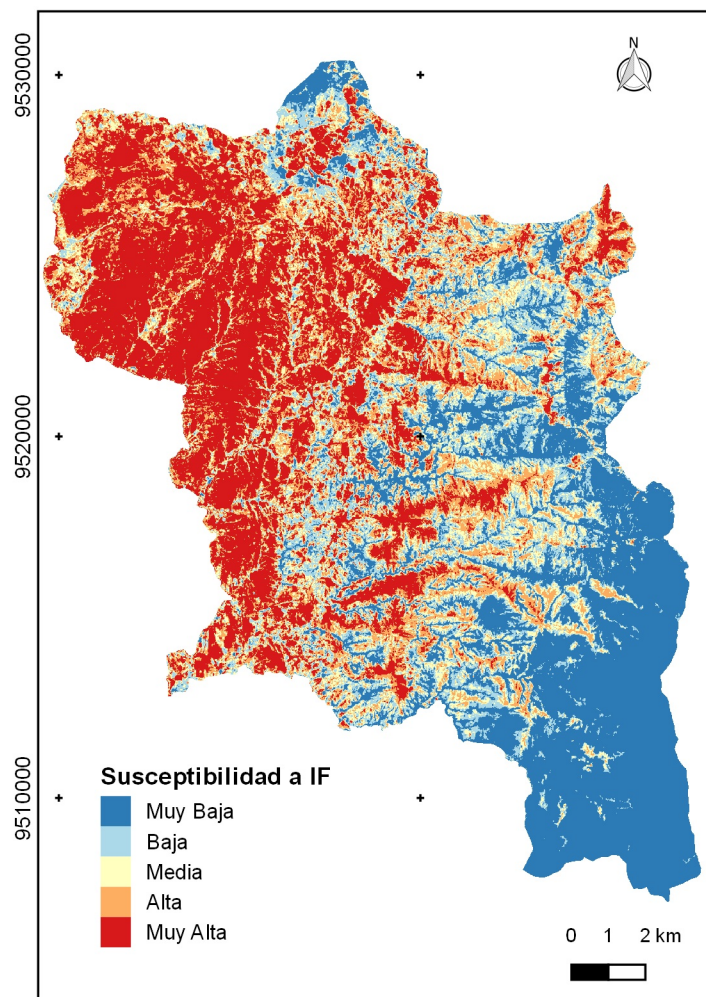 N
9530000
9520000
9510000
Susceptibilidad a IF
Muy Baja
Baja
Media
Alta
Muy Alta
0 1 2 km